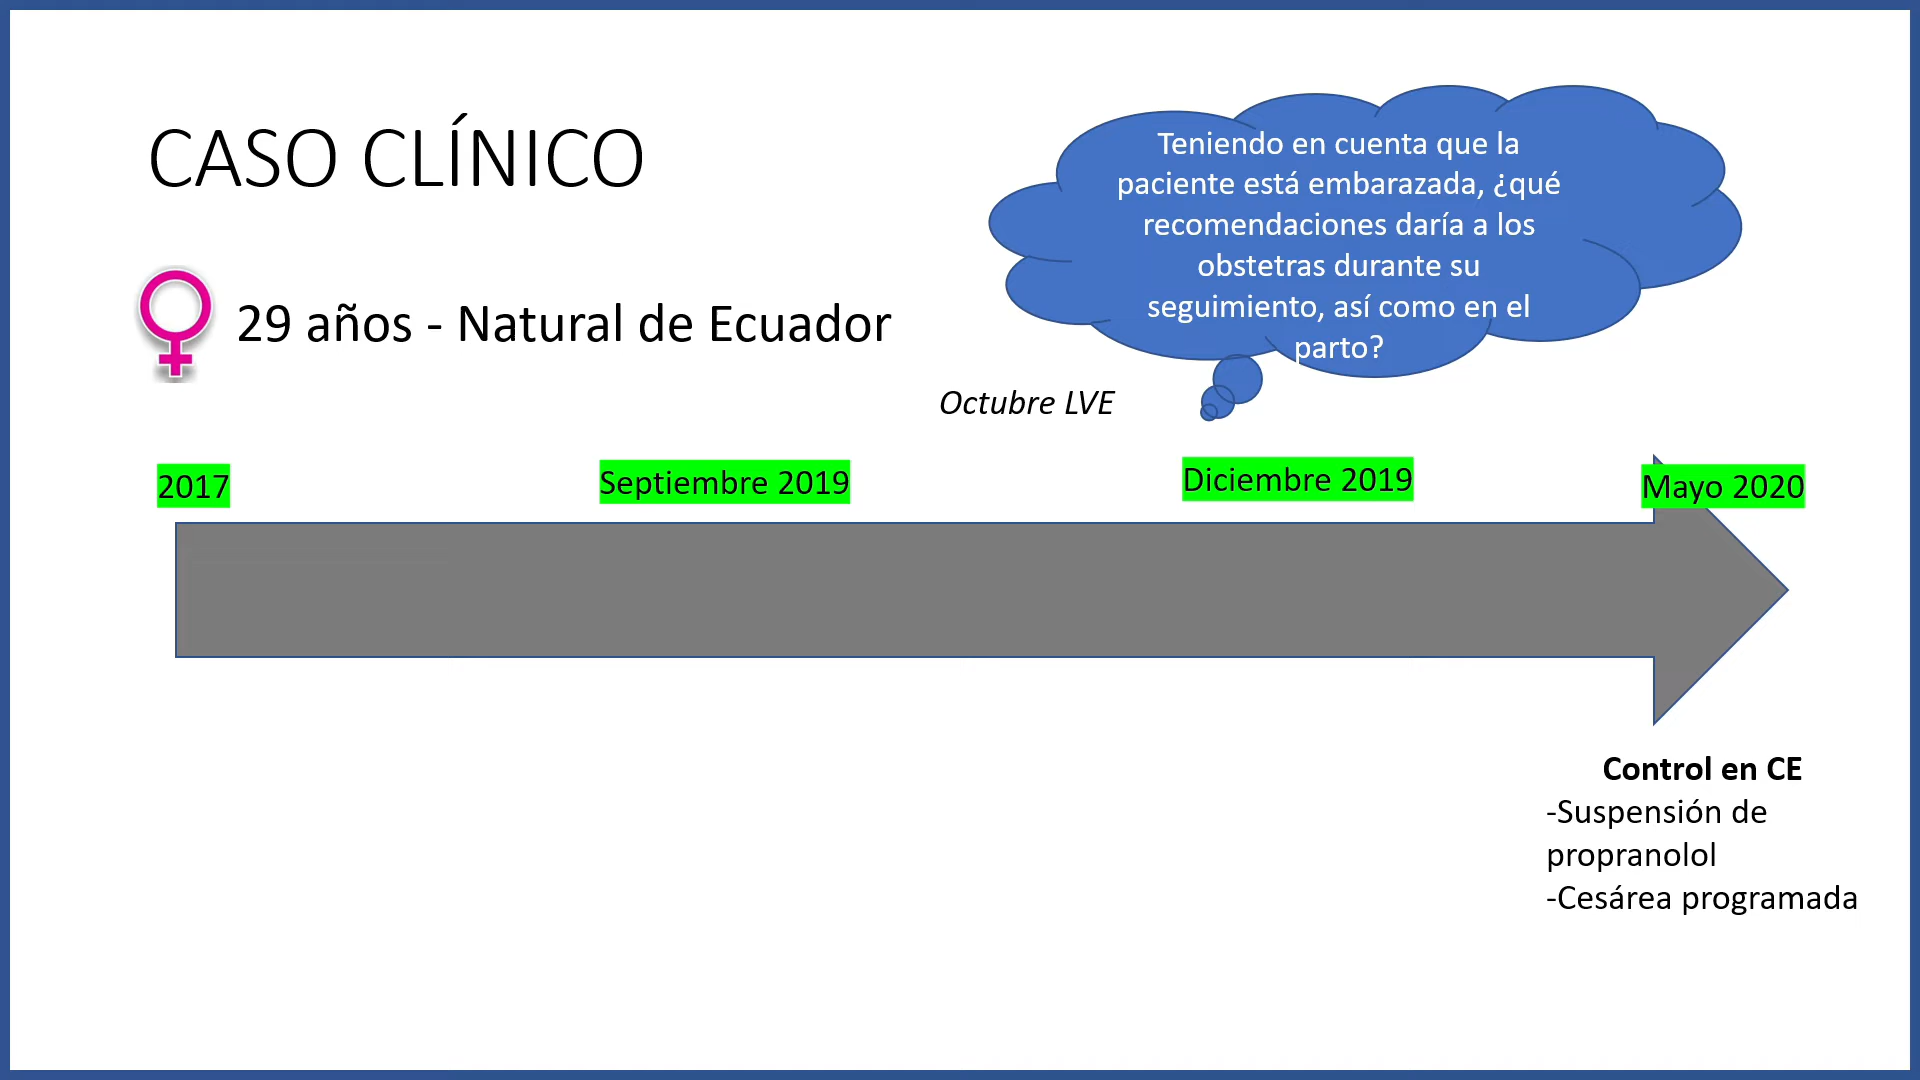 CASO CLÍNICO
Teniendo en cuenta que la
paciente está embarazada, ¿qué
recomendaciones daría a los
obstetras durante su
seguimiento, así como en el
parto?
29 años - Natural de Ecuador
Octubre LVE
2017
Septiembre 2019
Diciembre 2019
Mayo 2020
Control en CE
-Suspensión de
propranolol
-Cesárea programada